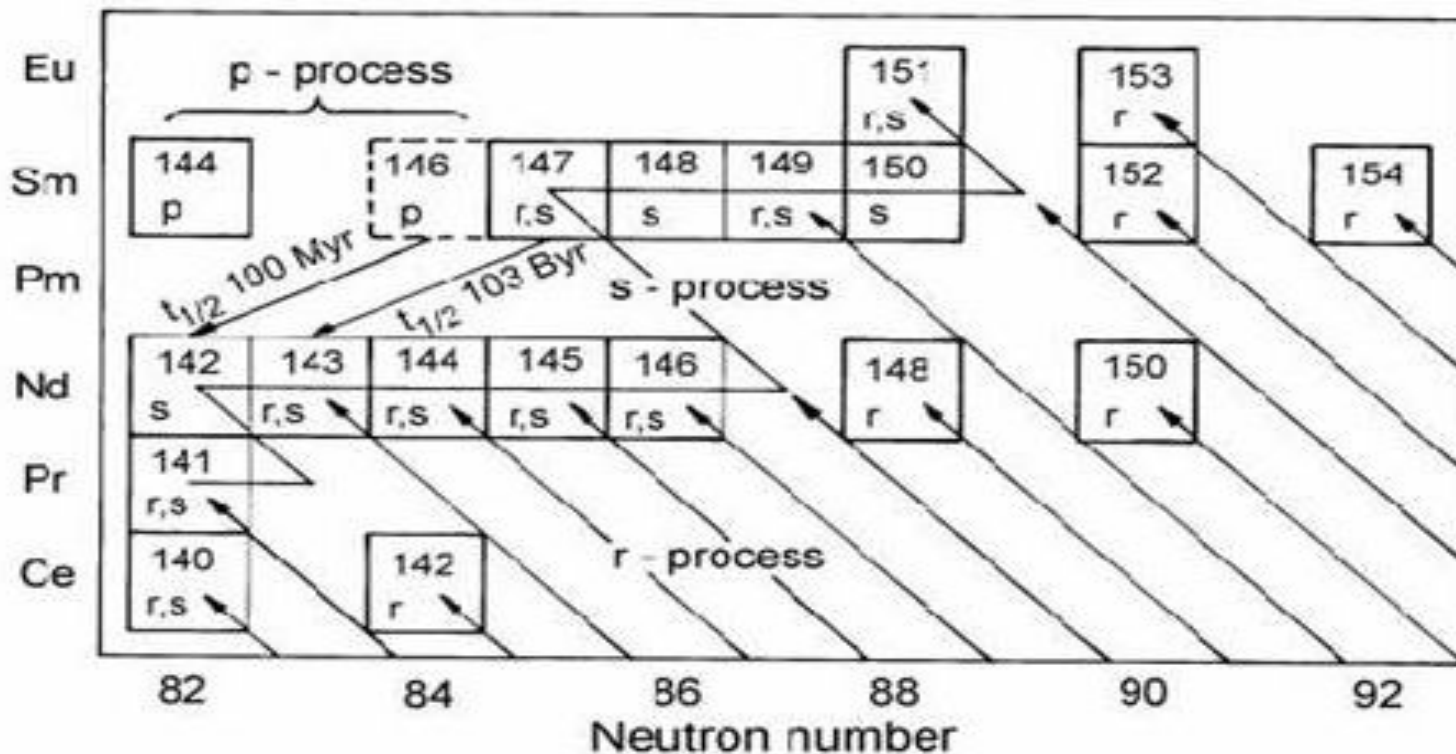 Eu
p - process
151
153
r,s
r
Sm
144
146
147
148
149
150
152
154
p
p
r,s
s
r,s
s
r
r
Pm
t1/2 100 Myr
t1/2 103 Byr
s - process
Nd
142
143
144
145
146
148
150
s
r,s
r,s
r,s
r,s
r
r
Pr
141
r,s
Ce
140
142
r - process
r,s
r
82
84
86
88
90
92
Neutron number